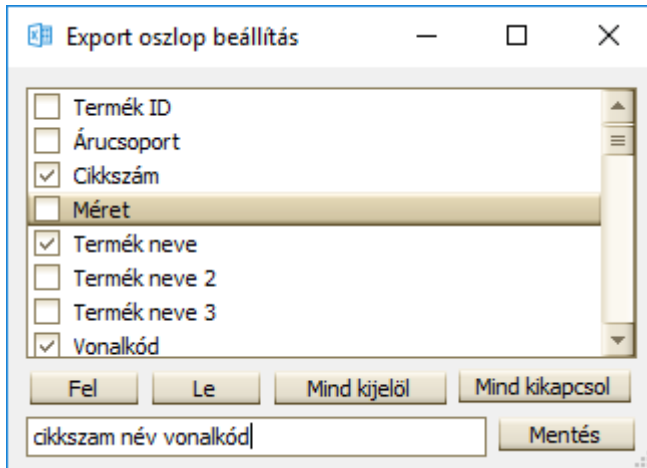 Export oszlop beállítás
Termék ID
Árucsoport
Cikkszám
Méret
Termék neve
Termék neve 2
Termék neve 3
Vonalkód
Fel Le Mind kijelöl Mind kikapcsol
cikkszam név vonalkód Mentés